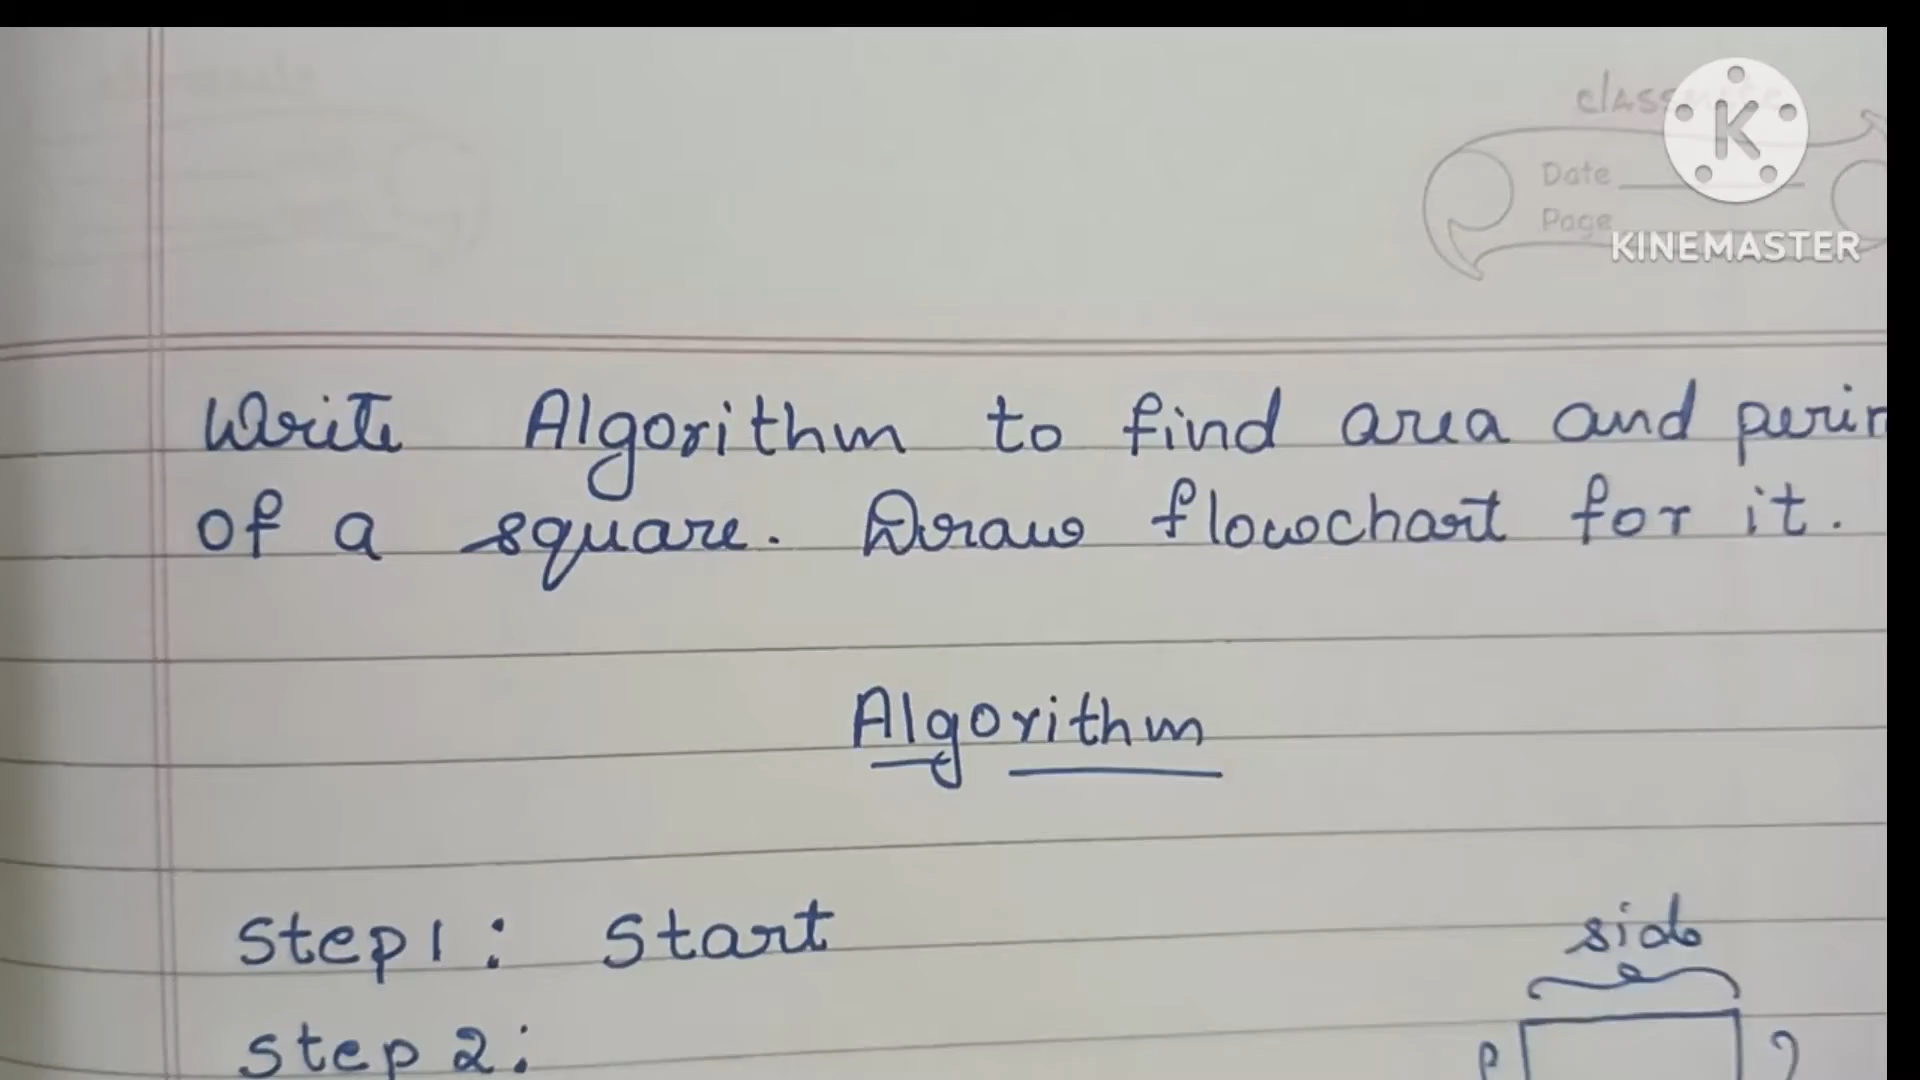 classmate
Date
Page
KINEMASTER
Write Algorithm to find area and perim
of a square. Draw flowchart for it.
Algorithm
Step1: Start
side
Step 2: